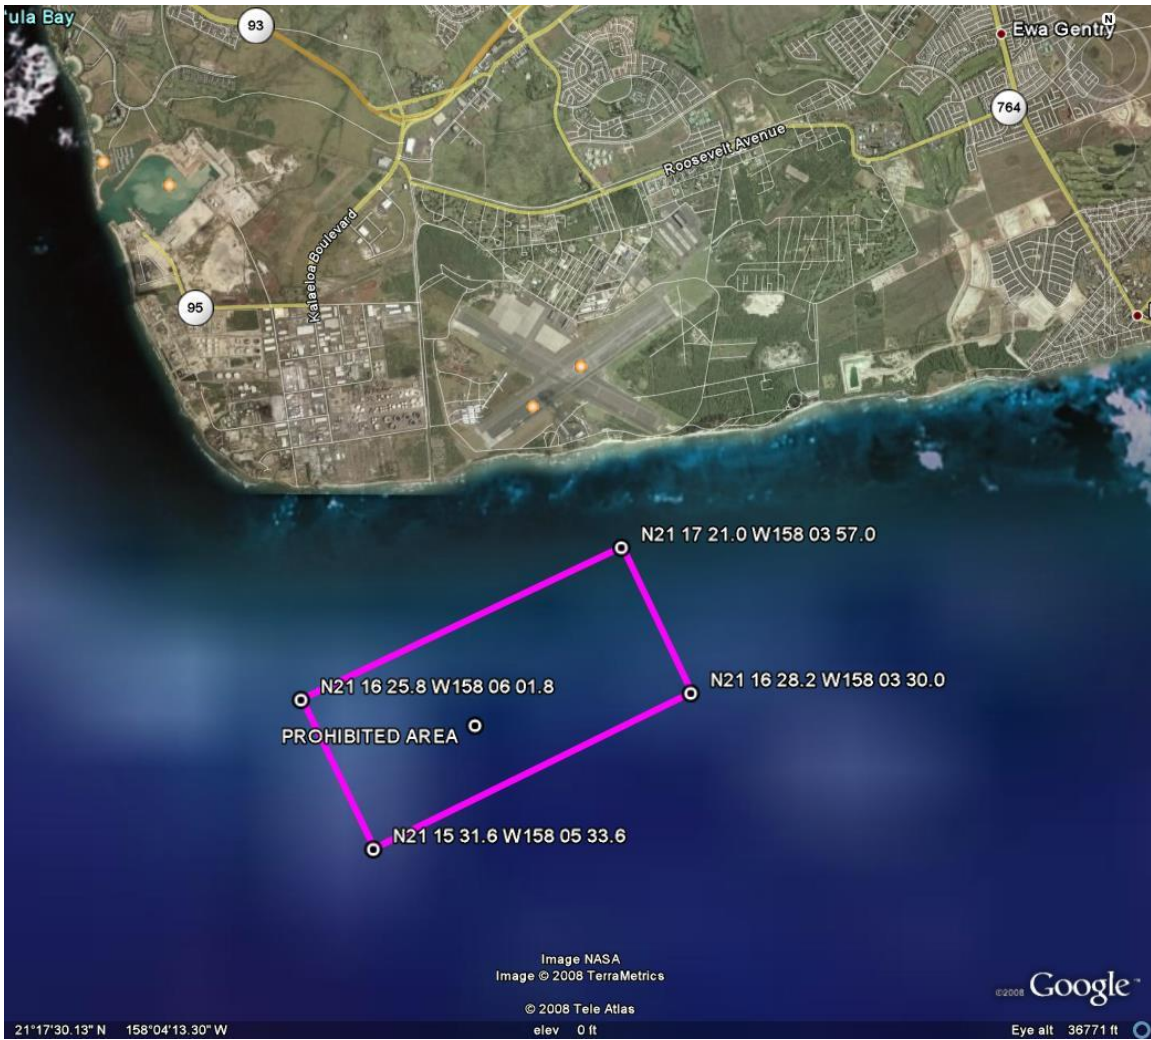 'ula Bay
93
N
Ewa Gentry
764
Roosevelt Avenue
Kalaeloa Boulevard
95
N21 17 21.0 W158 03 57.0
N21 16 25.8 W158 06 01.8
N21 16 28.2 W158 03 30.0
PROHIBITED AREA
N21 15 31.6 W158 05 33.6
Image NASA
Image © 2008 TerraMetrics
©2008 Google™
© 2008 Tele Atlas
21°17'30.13" N 158°04'13.30" W elev 0 ft Eye alt 36771 ft